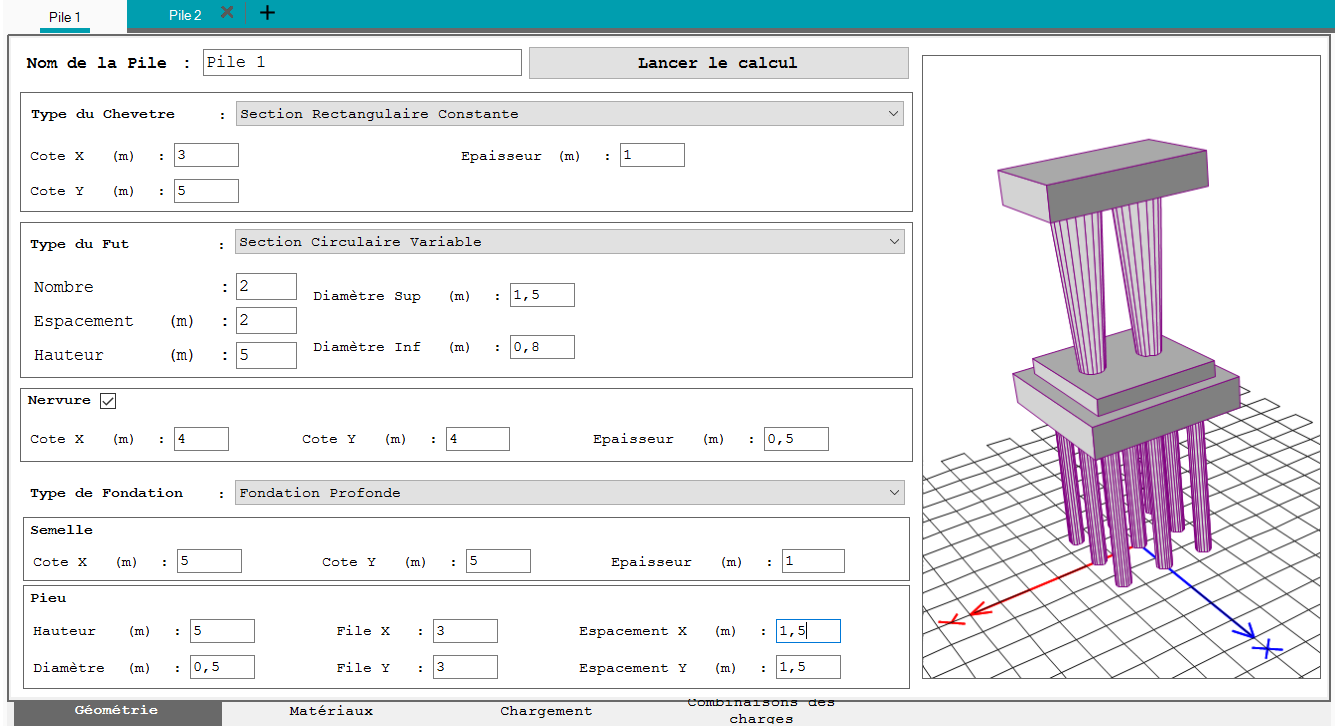 Pile 1
Pile 2
Nom de la Pile : Pile 1 Lancer le calcul
Type du Chevetre : Section Rectangulaire Constante
Cote X (m) : 3 Epaisseur (m) : 1
Cote Y (m) : 5
Type du Fut : Section Circulaire Variable
Nombre : 2
Diamètre Sup (m) : 1,5
Espacement (m) : 2
Diamètre Inf (m) : 0,8
Hauteur (m) : 5
Nervure
Cote X (m) : 4 Cote Y (m) : 4 Epaisseur (m) : 0,5
Type de Fondation : Fondation Profonde
Semelle
Cote X (m) : 5 Cote Y (m) : 5 Epaisseur (m) : 1
Pieu
Hauteur (m) : 5 File X : 3 Espacement X (m) : 1,5
Diamètre (m) : 0,5 File Y : 3 Espacement Y (m) : 1,5
X
Géométrie
Matériaux
Chargement
Combinaisons des
charges